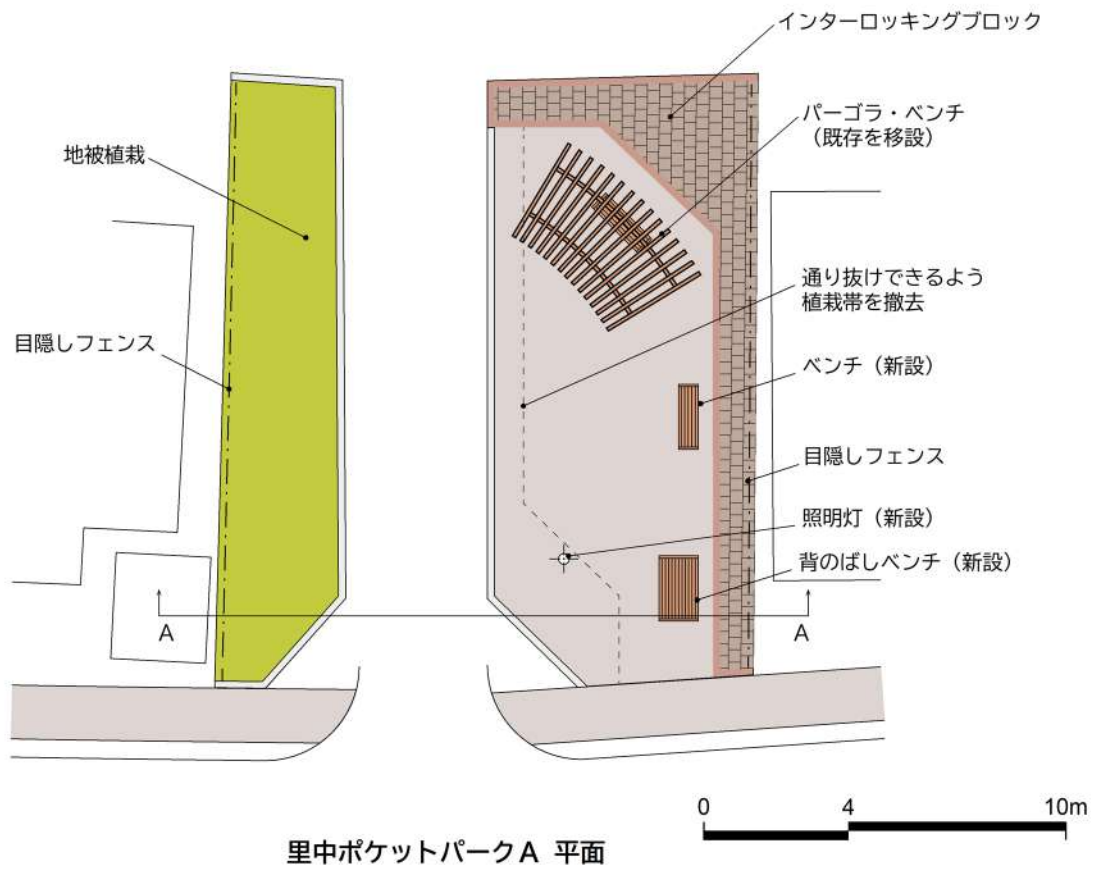 インターロッキングブロック
パーゴラ・ベンチ
（既存を移設）
地被植栽
通り抜けできるよう
植栽帯を撤去
目隠しフェンス
ベンチ（新設）
目隠しフェンス
照明灯（新設）
背のばしベンチ（新設）
A
A
0 4 10m
里中ポケットパークA 平面